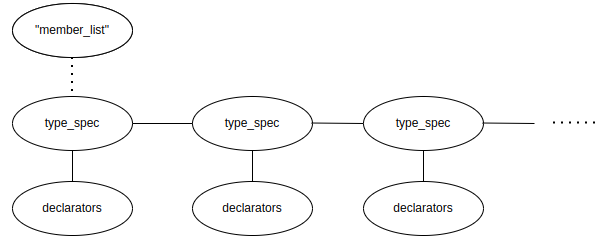 "member_list"
type_spec
type_spec
type_spec
declarators
declarators
declarators